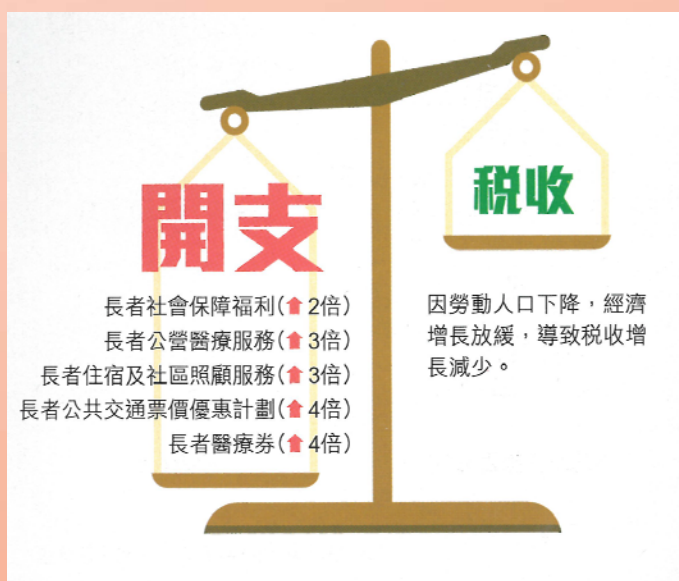 開支
長者社會保障福利(⬆2倍)
長者公營醫療服務(⬆3倍)
長者住宿及社區照顧服務(⬆3倍)
長者公共交通票價優惠計劃(⬆4倍)
長者醫療券(⬆4倍)
税收
因勞動人口下降，經濟
增長放緩，導致税收增
長減少。